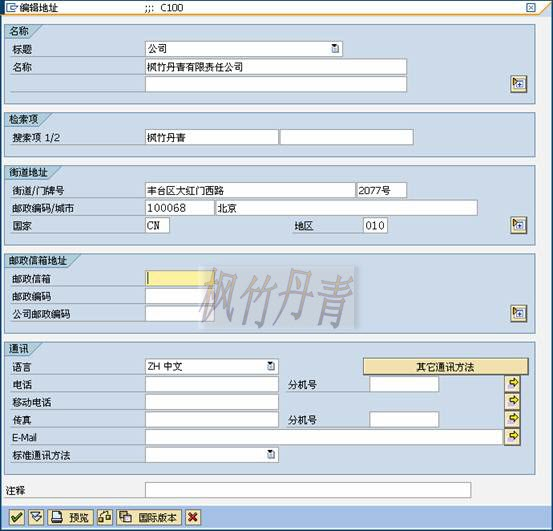 编辑地址 ;;: C100
名称
标题 公司
名称 枫竹丹青有限责任公司
检索项
搜索项 1/2 枫竹丹青
街道地址
街道/门牌号 丰台区大红门西路 2077号
邮政编码/城市 100068 北京
国家 CN 地区 010
邮政信箱地址
邮政信箱
邮政编码
公司邮政编码
枫竹丹青
通讯
语言 ZH 中文 其它通讯方法
电话 分机号
移动电话
传真 分机号
E-Mail
标准通讯方法
注释
预览 国际版本